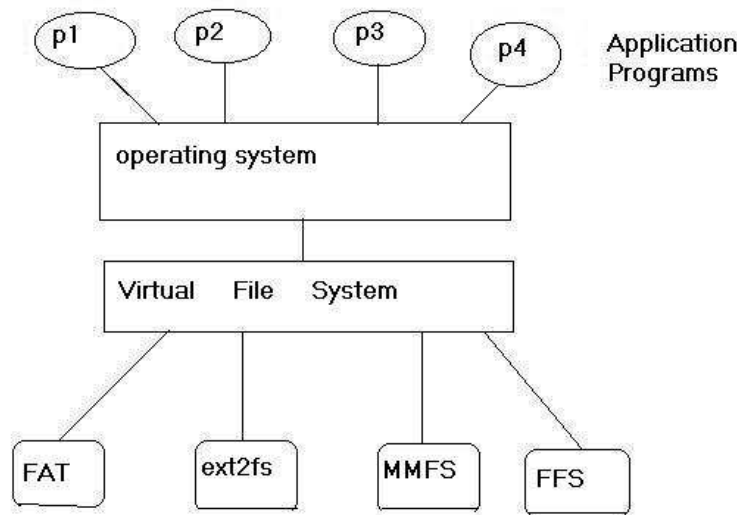 p1
p2
p3
p4
Application
Programs
operating system
Virtual File System
FAT
ext2fs
MMFS
FFS